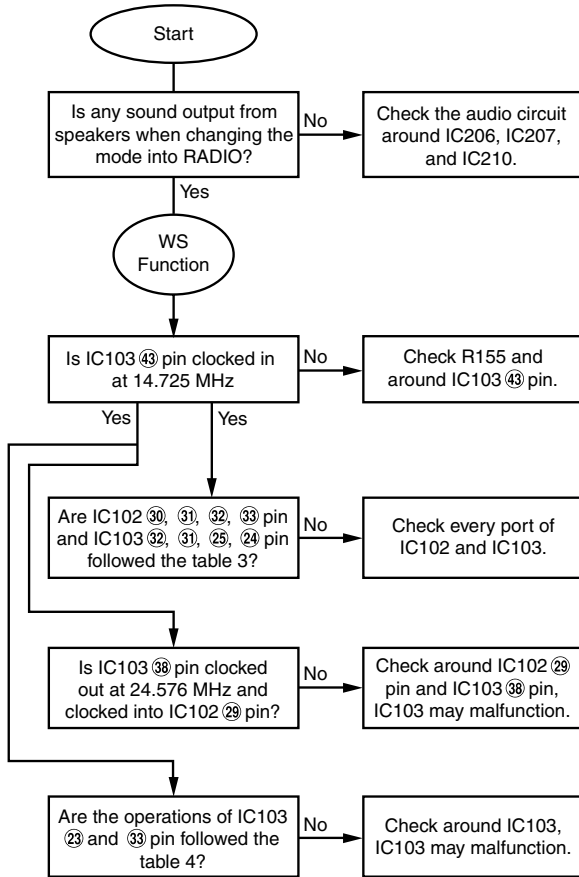 Start
Is any sound output from
speakers when changing the
mode into RADIO?
No
Check the audio circuit
around IC206, IC207,
and IC210.
Yes
WS
Function
Is IC103 ㊸ pin clocked in
at 14.725 MHz
No
Check R155 and
around IC103 ㊸ pin.
Yes
Yes
Are IC102 ㉚, ㉛, ㉜, ㉝ pin
and IC103 ㉜, ㉛, ㉕, ㉔ pin
followed the table 3?
No
Check every port of
IC102 and IC103.
Is IC103 ㊳ pin clocked
out at 24.576 MHz and
clocked into IC102 ㉙ pin?
No
Check around IC102 ㉙
pin and IC103 ㊳ pin,
IC103 may malfunction.
Are the operations of IC103
㉓ and ㉝ pin followed the
table 4?
No
Check around IC103,
IC103 may malfunction.